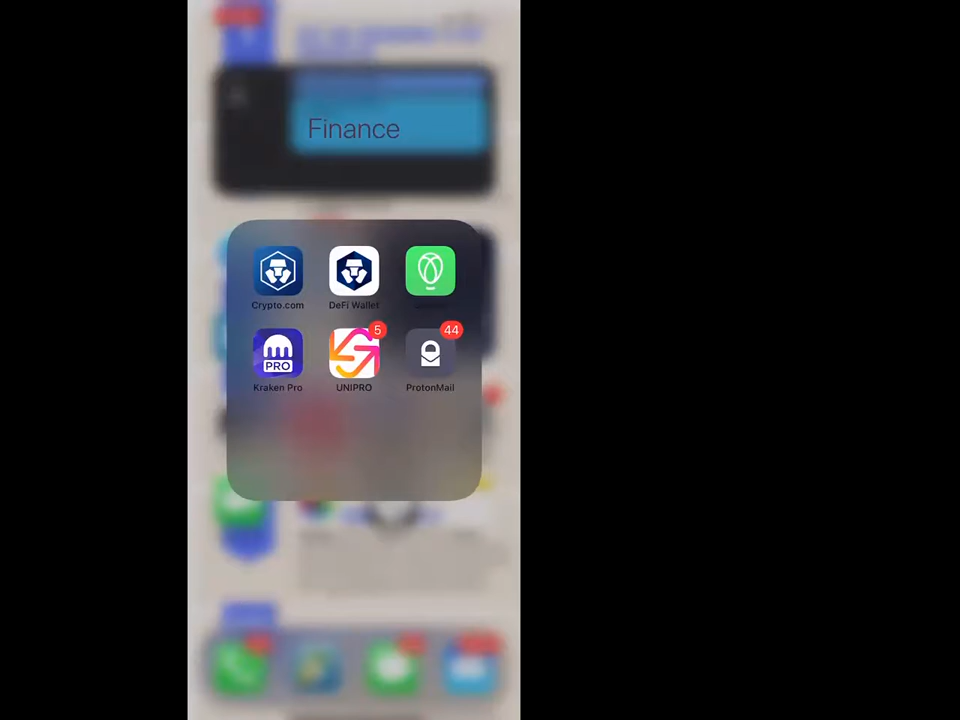 Finance
Crypto.com
DeFi Wallet
PRO
5
44
Kraken Pro
UNIPRO
ProtonMail